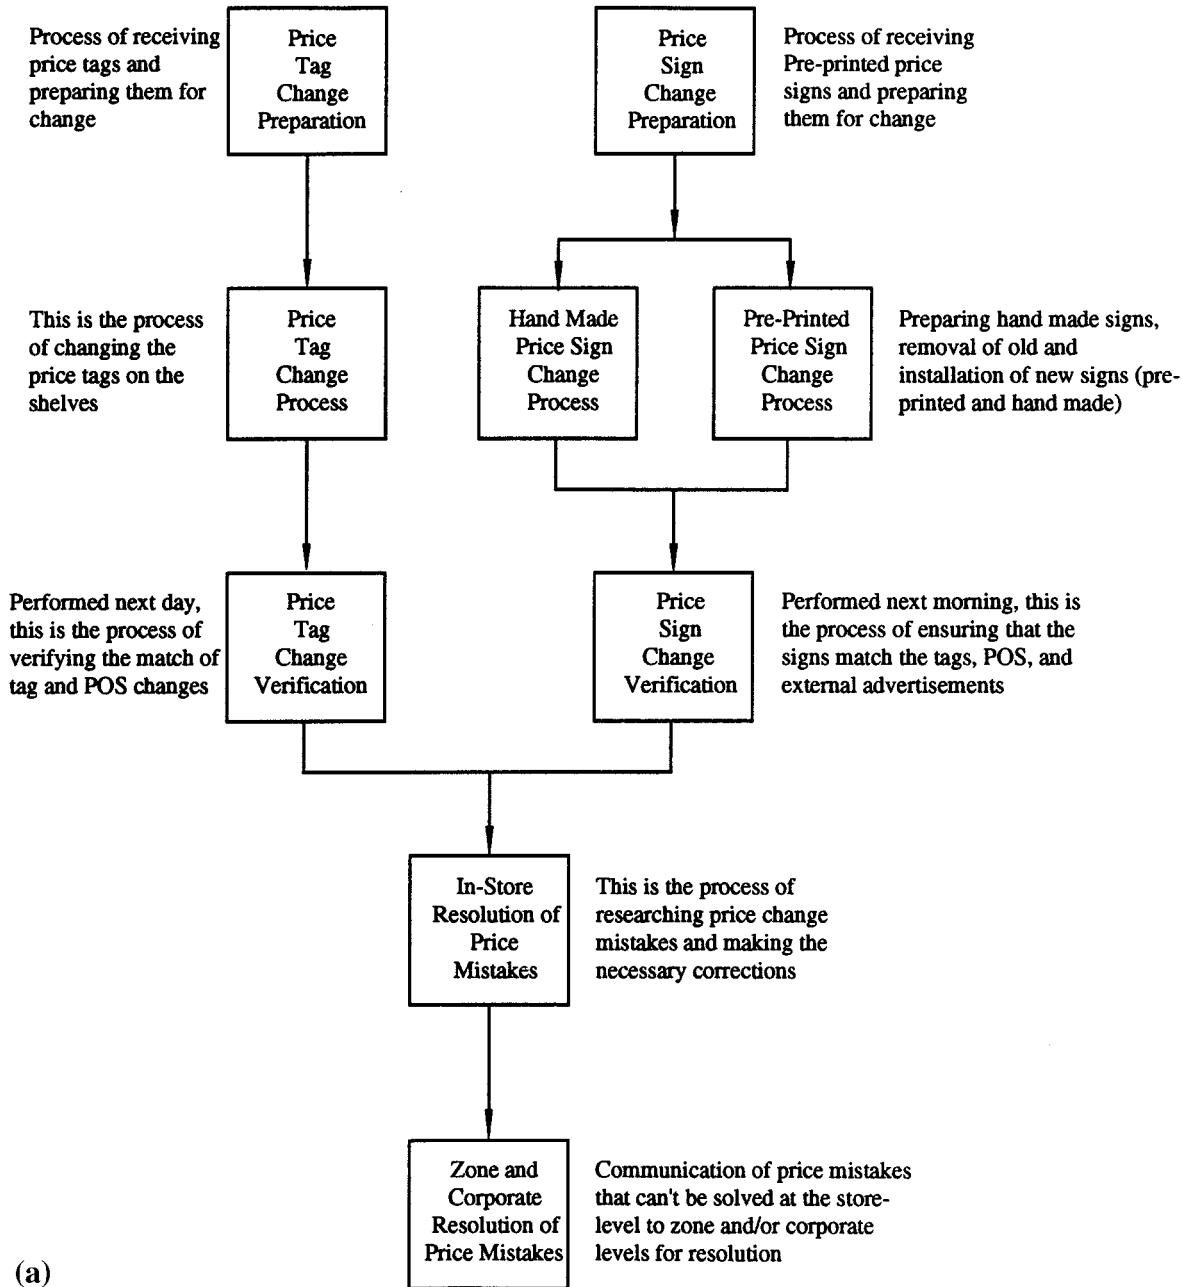 Process of receiving
price tags and
preparing them for
change
Price
Tag
Change
Preparation
Price
Sign
Change
Preparation
Process of receiving
Pre-printed price
signs and preparing
them for change
This is the process
of changing the
price tags on the
shelves
Price
Tag
Change
Process
Hand Made
Price Sign
Change
Process
Pre-Printed
Price Sign
Change
Process
Preparing hand made signs,
removal of old and
installation of new signs (pre-
printed and hand made)
Performed next day,
this is the process of
verifying the match of
tag and POS changes
Price
Tag
Change
Verification
Price
Sign
Change
Verification
Performed next morning, this is
the process of ensuring that the
signs match the tags, POS, and
external advertisements
In-Store
Resolution of
Price
Mistakes
This is the process of
researching price change
mistakes and making the
necessary corrections
Zone and
Corporate
Resolution of
Price Mistakes
Communication of price mistakes
that can't be solved at the store-
level to zone and/or corporate
levels for resolution
(a)